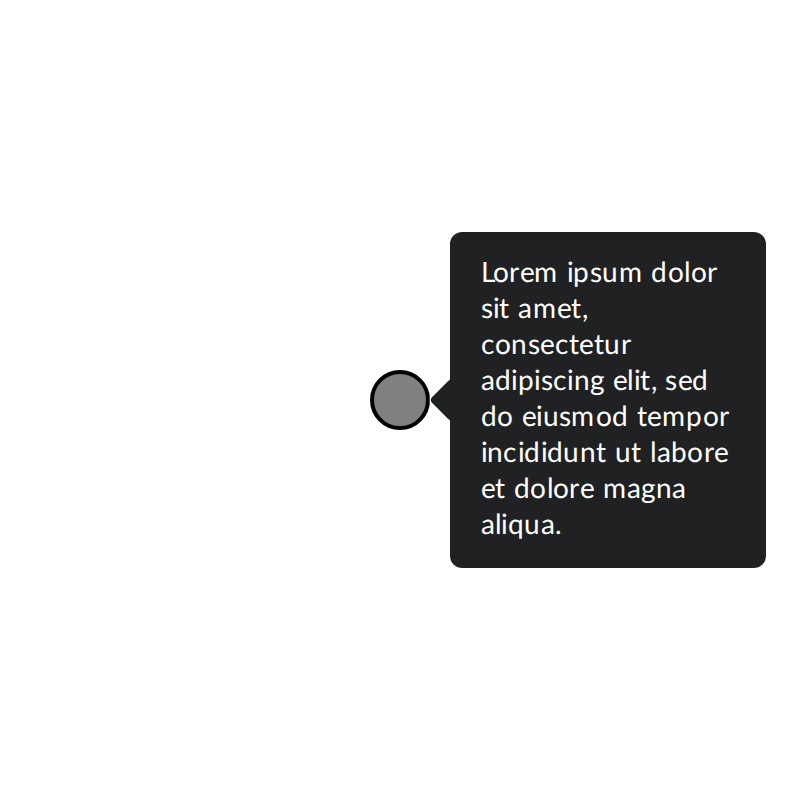 Lorem ipsum dolor
sit amet,
consectetur
adipiscing elit, sed
do eiusmod tempor
incididunt ut labore
et dolore magna
aliqua.